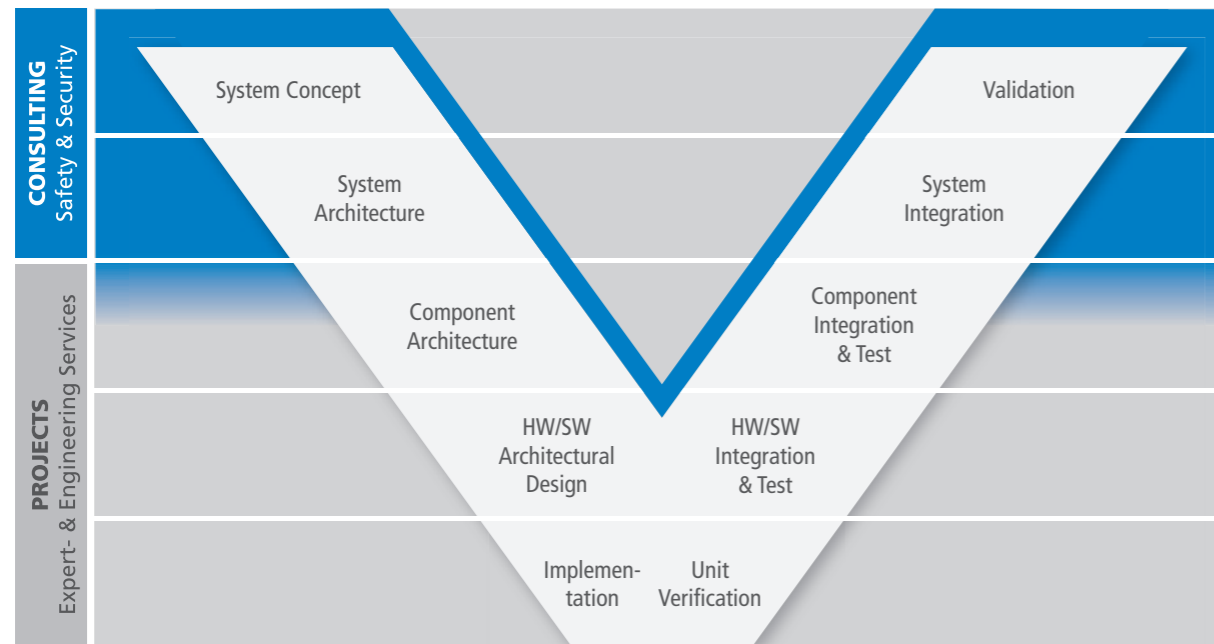 CONSULTING
Safety & Security
System Concept
Validation
System
Architecture
System
Integration
PROJECTS
Expert- & Engineering Services
Component
Architecture
Component
Integration
& Test
HW/SW
Architectural
Design
HW/SW
Integration
& Test
Implemen-
tation
Unit
Verification